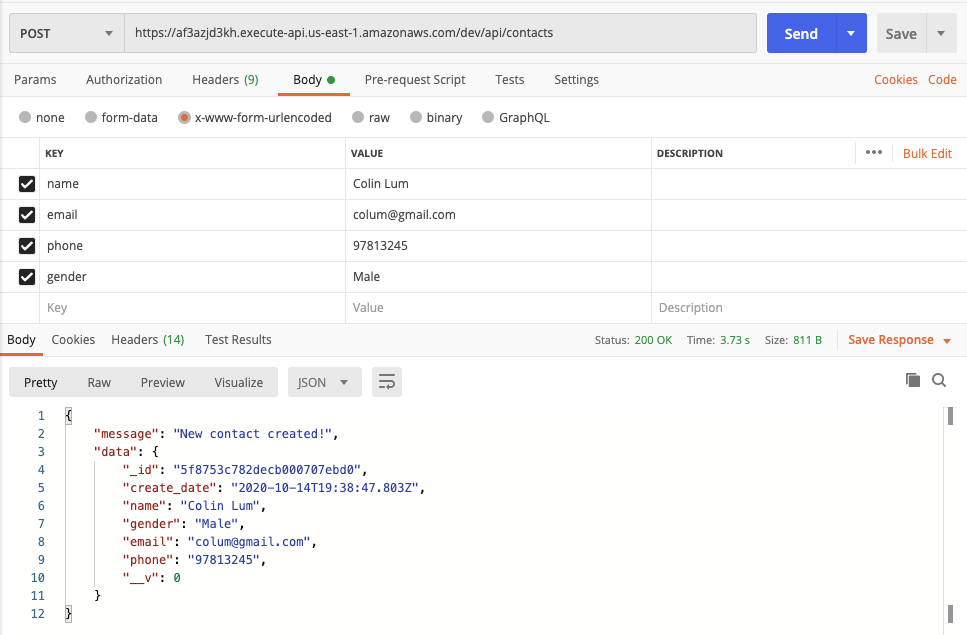 POST https://af3azjd3kh.execute-api.us-east-1.amazonaws.com/dev/api/contacts Send Save
Params Authorization Headers (9) Body Pre-request Script Tests Settings Cookies Code
none form-data x-www-form-urlencoded raw binary GraphQL
KEY VALUE DESCRIPTION ••• Bulk Edit
name Colin Lum
email colum@gmail.com
phone 97813245
gender Male
Key Value Description
Body Cookies Headers (14) Test Results Status: 200 OK Time: 3.73 s Size: 811 B Save Response
Pretty Raw Preview Visualize JSON
1 {
2 "message": "New contact created!",
3 "data": {
4 "_id": "5f8753c782decb000707ebd0",
5 "create_date": "2020-10-14T19:38:47.803Z",
6 "name": "Colin Lum",
7 "gender": "Male",
8 "email": "colum@gmail.com",
9 "phone": "97813245",
10 "__v": 0
11 }
12 }